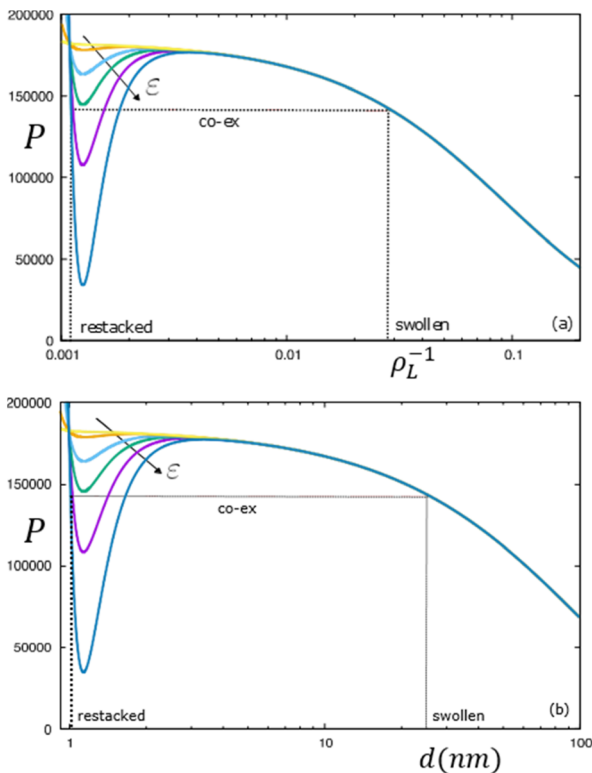 200000
150000
100000
50000
0
P
ε
co-ex
restacked
swollen
(a)
0.001
0.01
0.1
ρ_L^{-1}
200000
150000
100000
50000
0
P
ε
co-ex
restacked
swollen
(b)
1
10
100
d(nm)